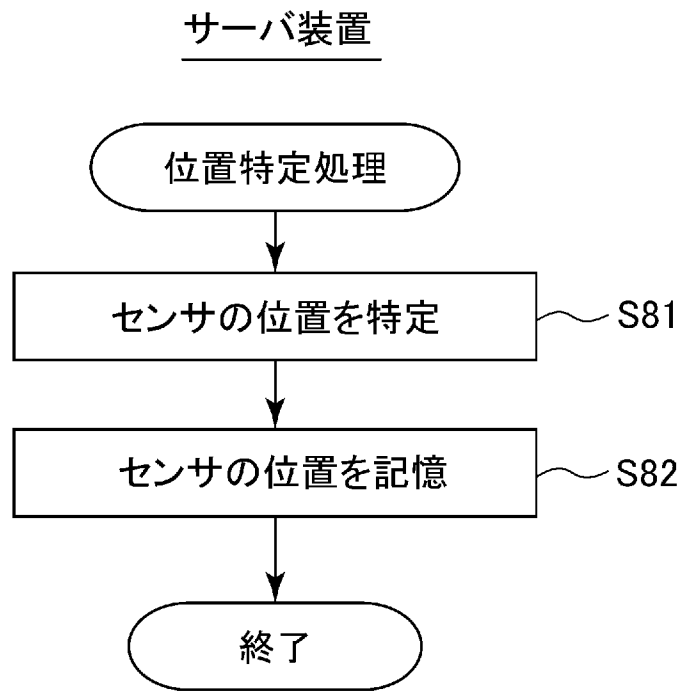 サーバ装置
位置特定処理
センサの位置を特定
S81
センサの位置を記憶
S82
終了